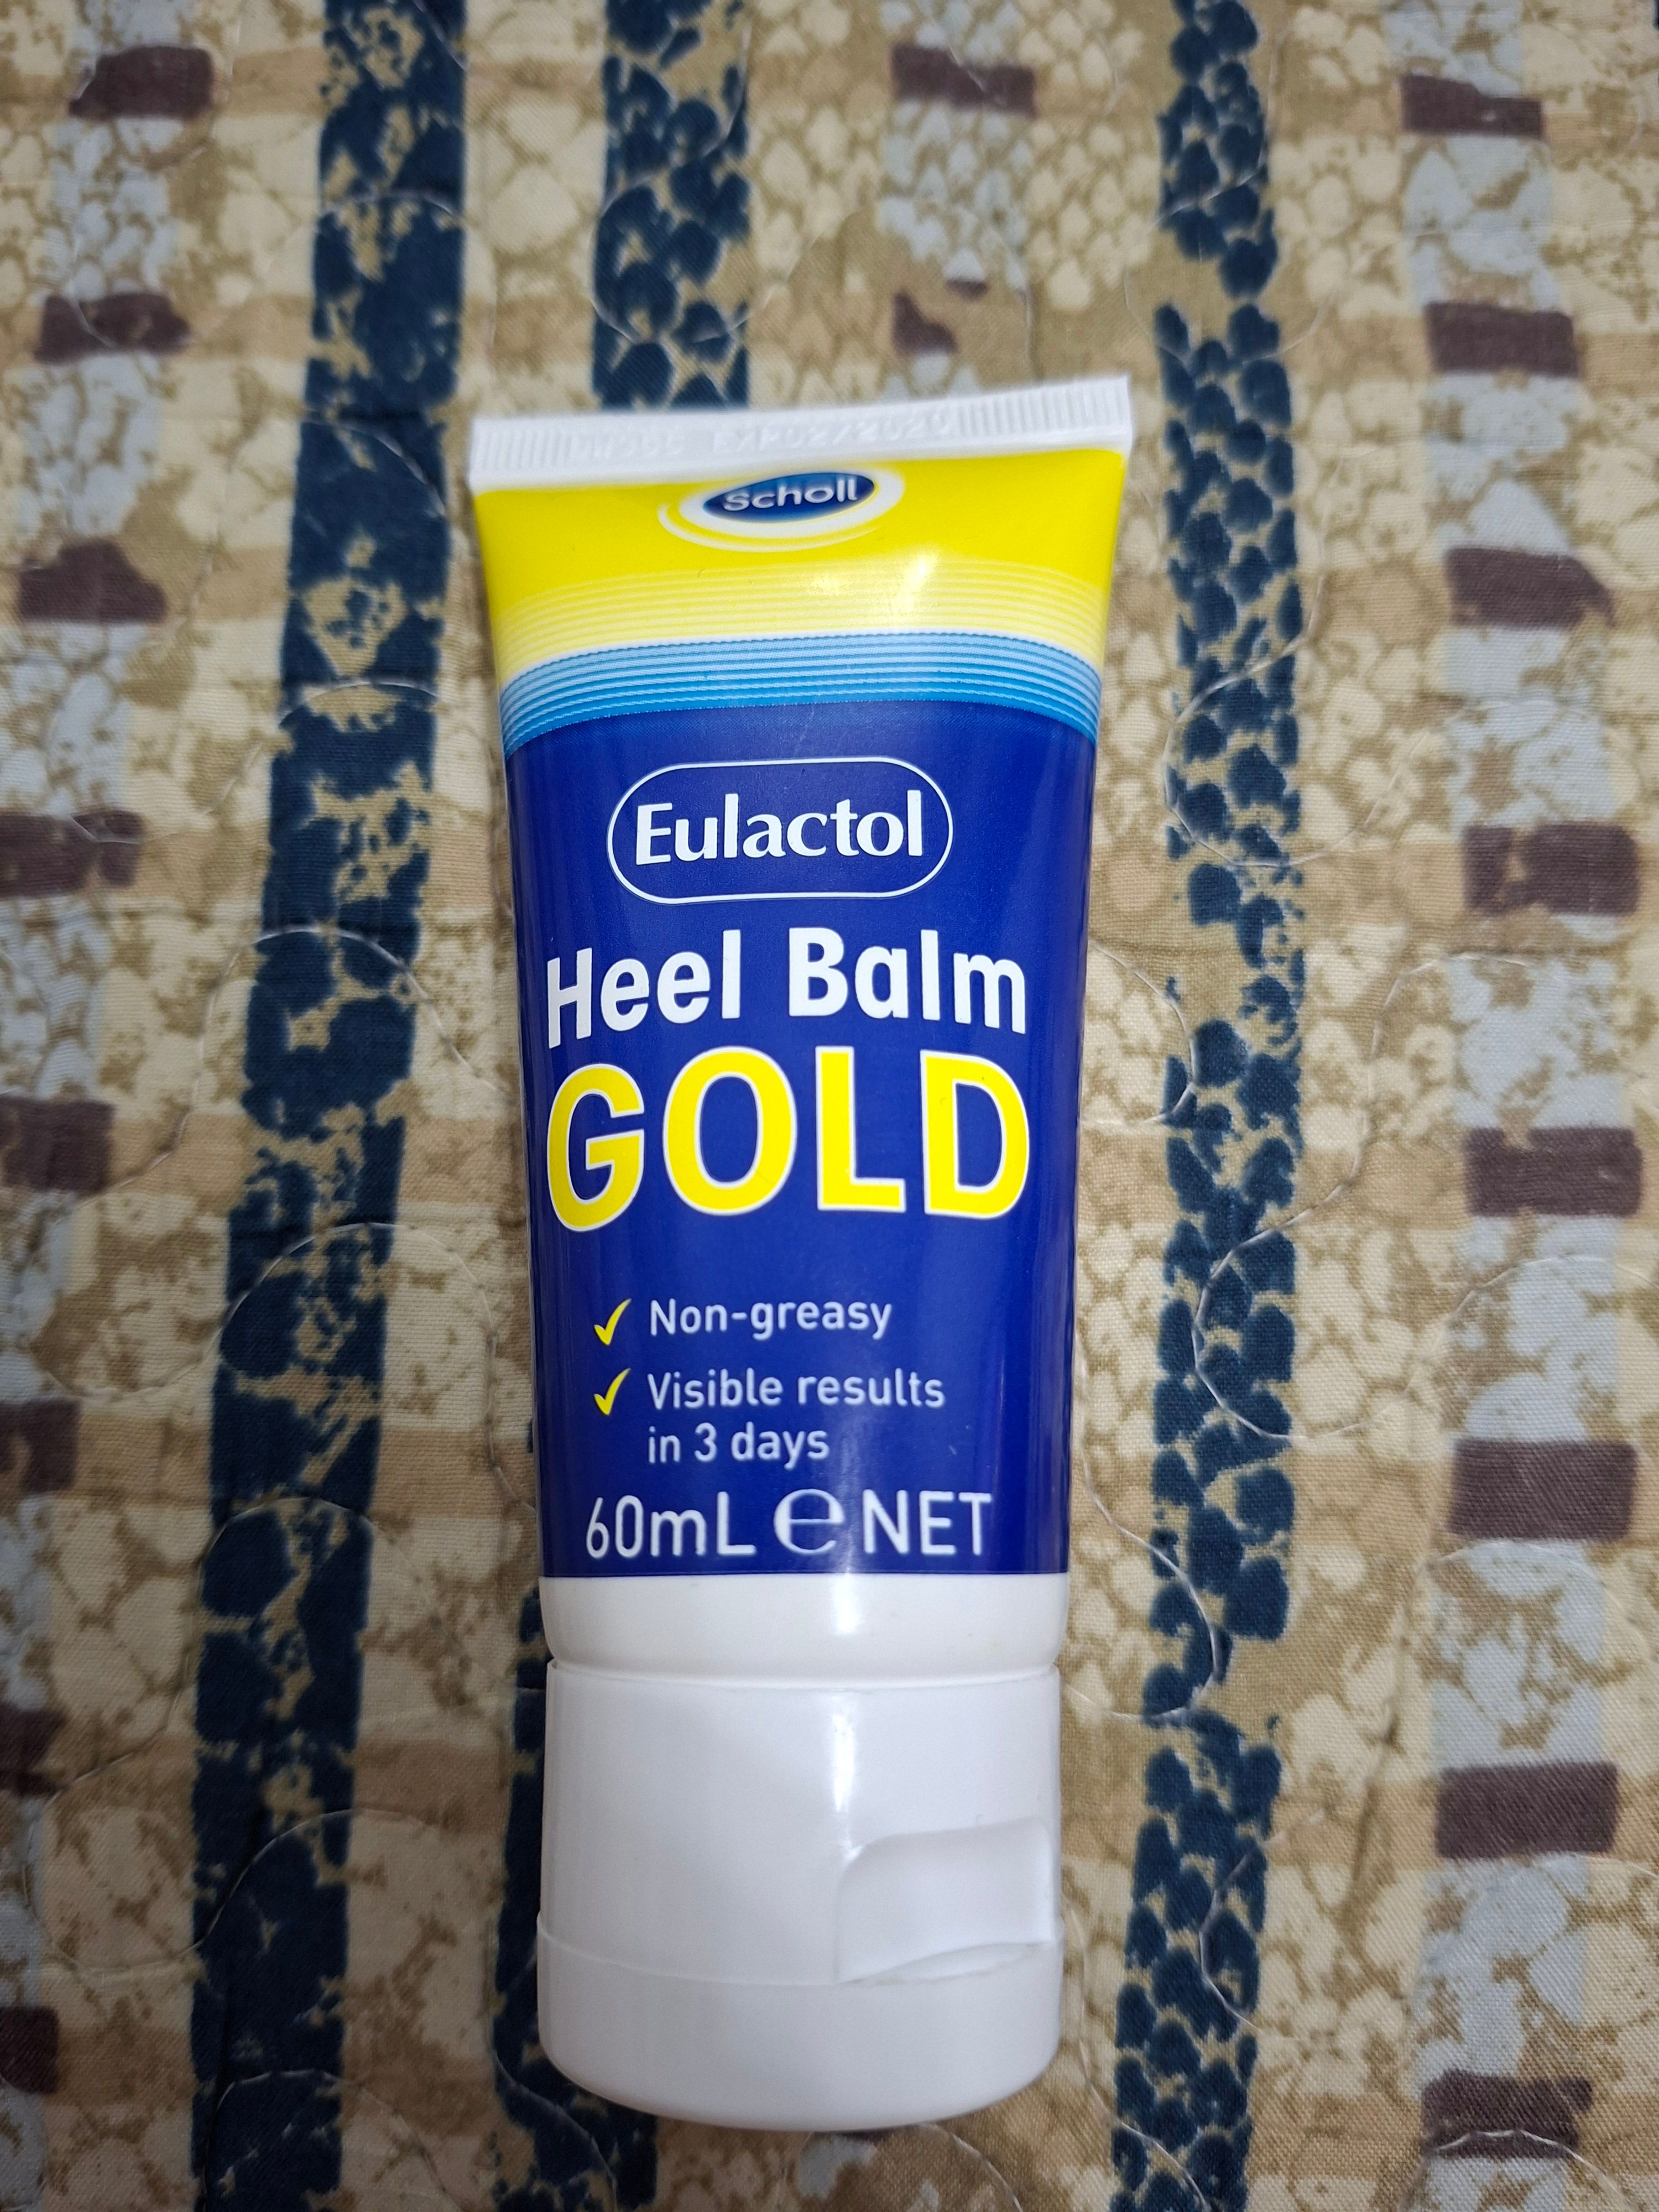 Scholl
Eulactol
Heel Balm
GOLD
✓ Non-greasy
✓ Visible results
in 3 days
60mL ℮ NET